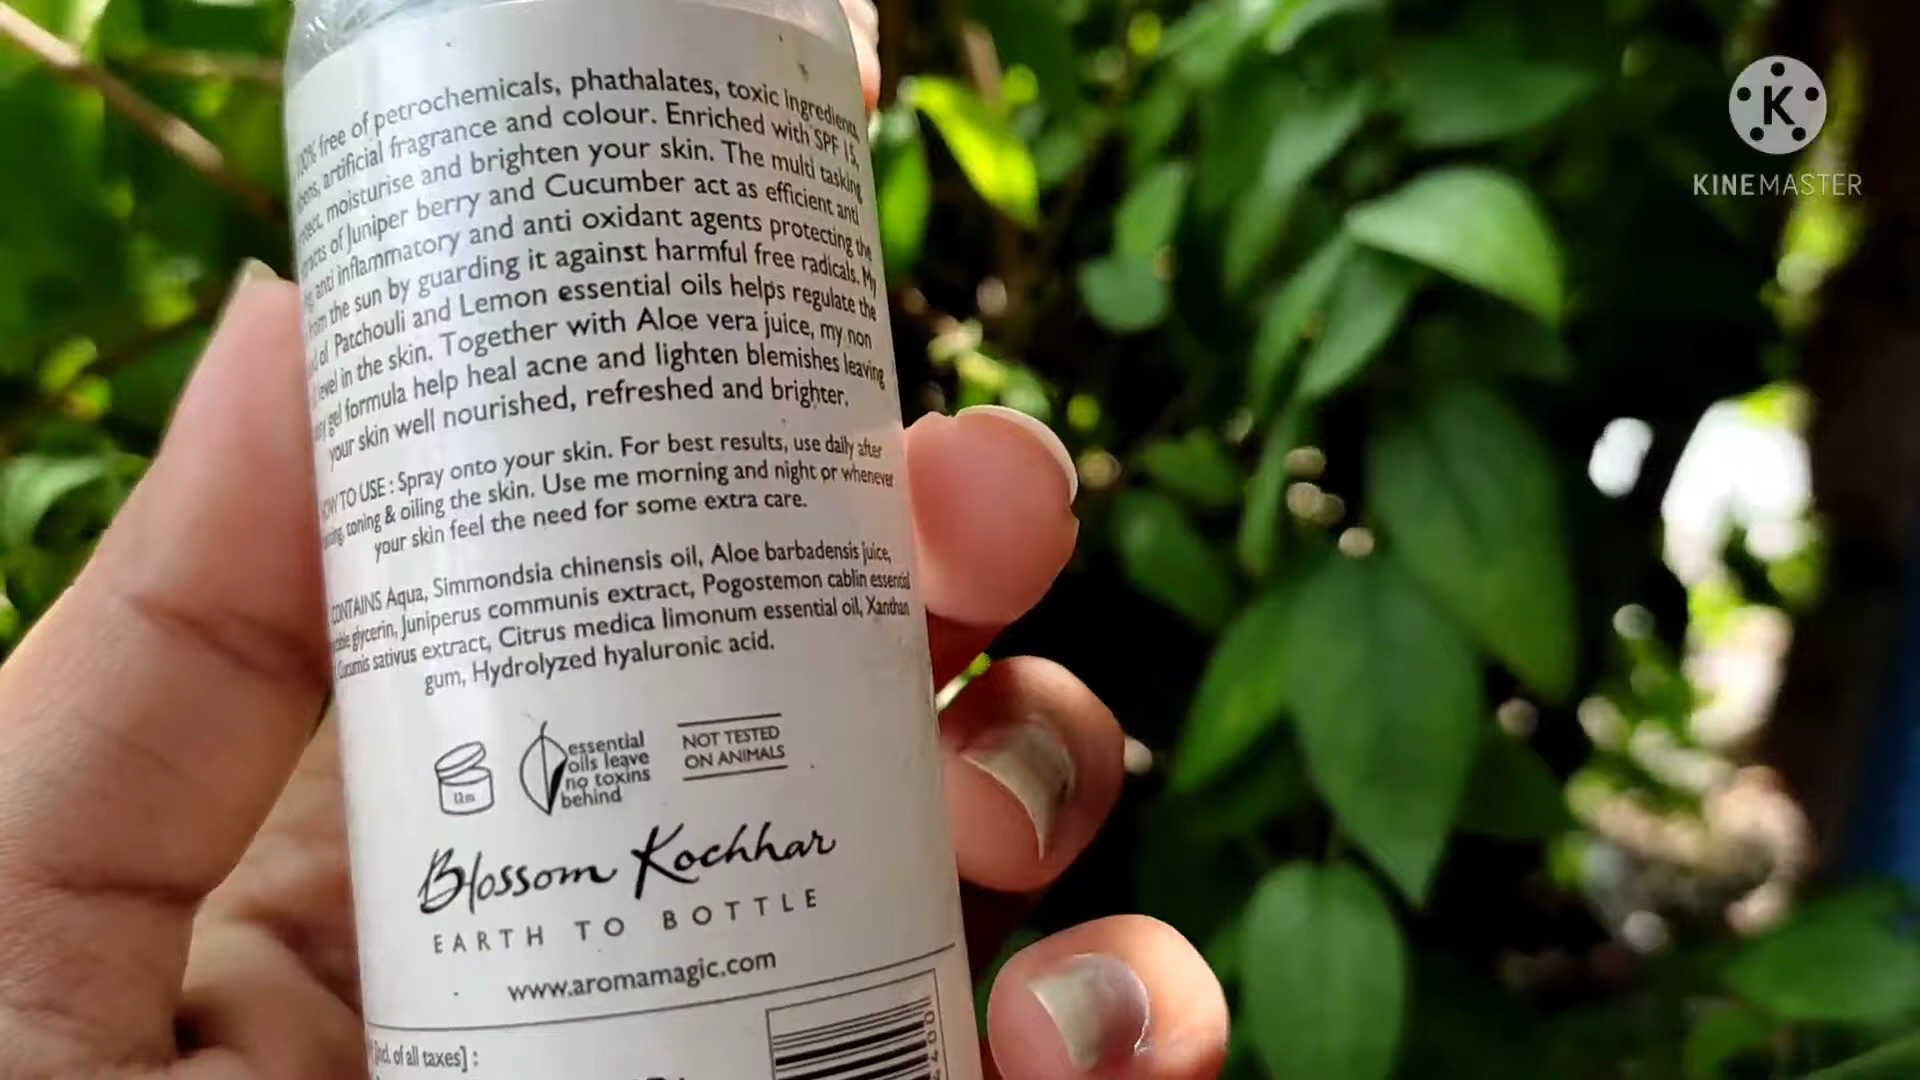 100% free of petrochemicals, phathalates, toxic ingredients,
artificial fragrance and colour. Enriched with SPF 15,
moisturise and brighten your skin. The multi tasking
of Juniper berry and Cucumber act as efficient anti
anti inflammatory and anti oxidant agents protecting the
from the sun by guarding it against harmful free radicals. My
of Patchouli and Lemon essential oils helps regulate the
level in the skin. Together with Aloe vera juice, my non
gel formula help heal acne and lighten blemishes leaving
your skin well nourished, refreshed and brighter.
HOW TO USE : Spray onto your skin. For best results, use daily after
toning & oiling the skin. Use me morning and night or whenever
your skin feel the need for some extra care.
CONTAINS Aqua, Simmondsia chinensis oil, Aloe barbadensis juice,
glycerin, Juniperus communis extract, Pogostemon cablin essential
Cucumis sativus extract, Citrus medica limonum essential oil, Xanthan
gum, Hydrolyzed hyaluronic acid.
12m
essential
oils leave
no toxins
behind
NOT TESTED
ON ANIMALS
Blossom Kochhar
EARTH TO BOTTLE
www.aromamagic.com
[incl. of all taxes] :
KINEMASTER